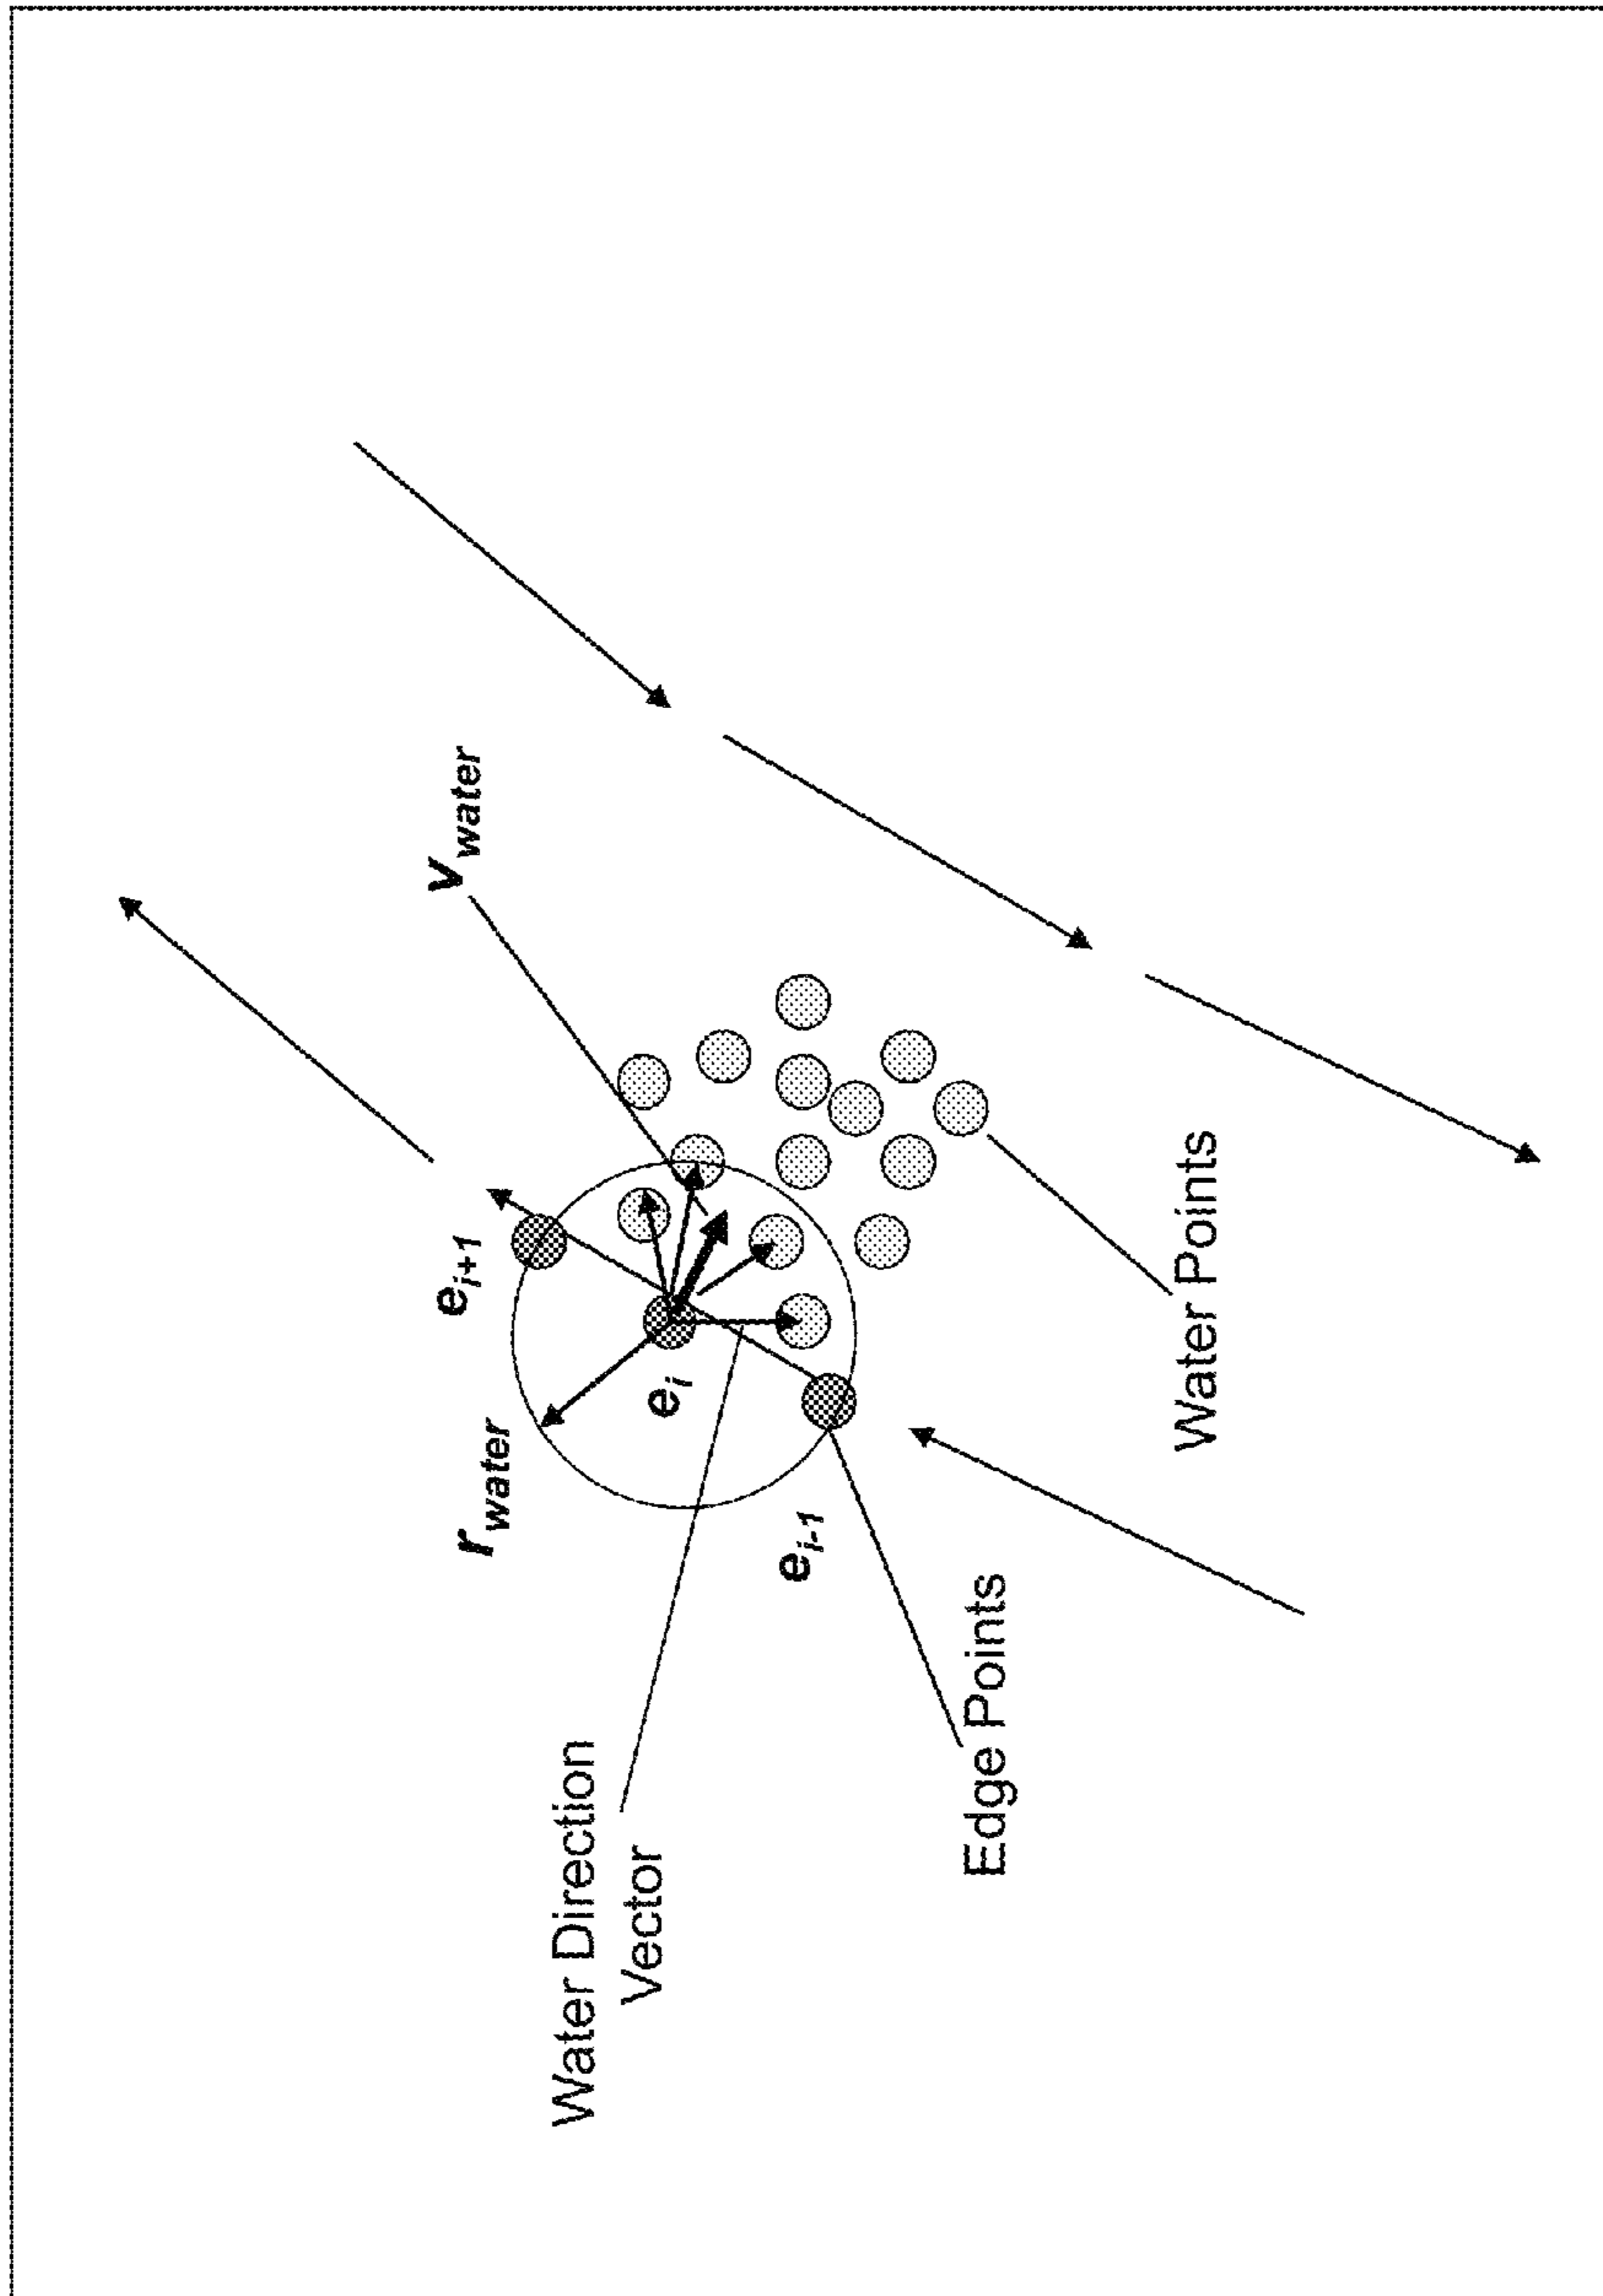 r_water
e_i+1
v_water
Water Direction
Vector
e_i
e_i-1
Edge Points
Water Points